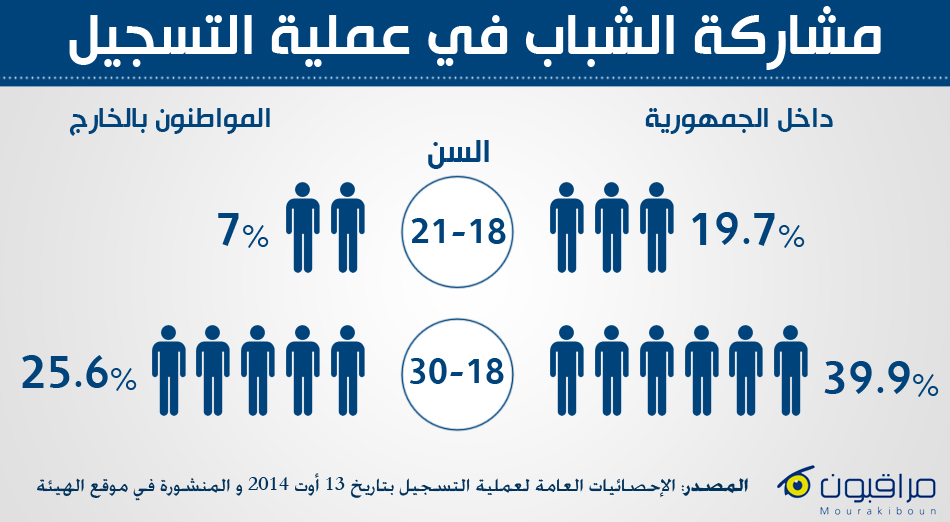 مشاركة الشباب في عملية التسجيل
داخل الجمهورية
المواطنون بالخارج
السن
19.7%
21-18
7%
39.9%
30-18
25.6%
المصدر: الإحصائيات العامة لعملية التسجيل بتاريخ 13 أوت 2014 و المنشورة في موقع الهيئة
مراقبون
Mourakiboun